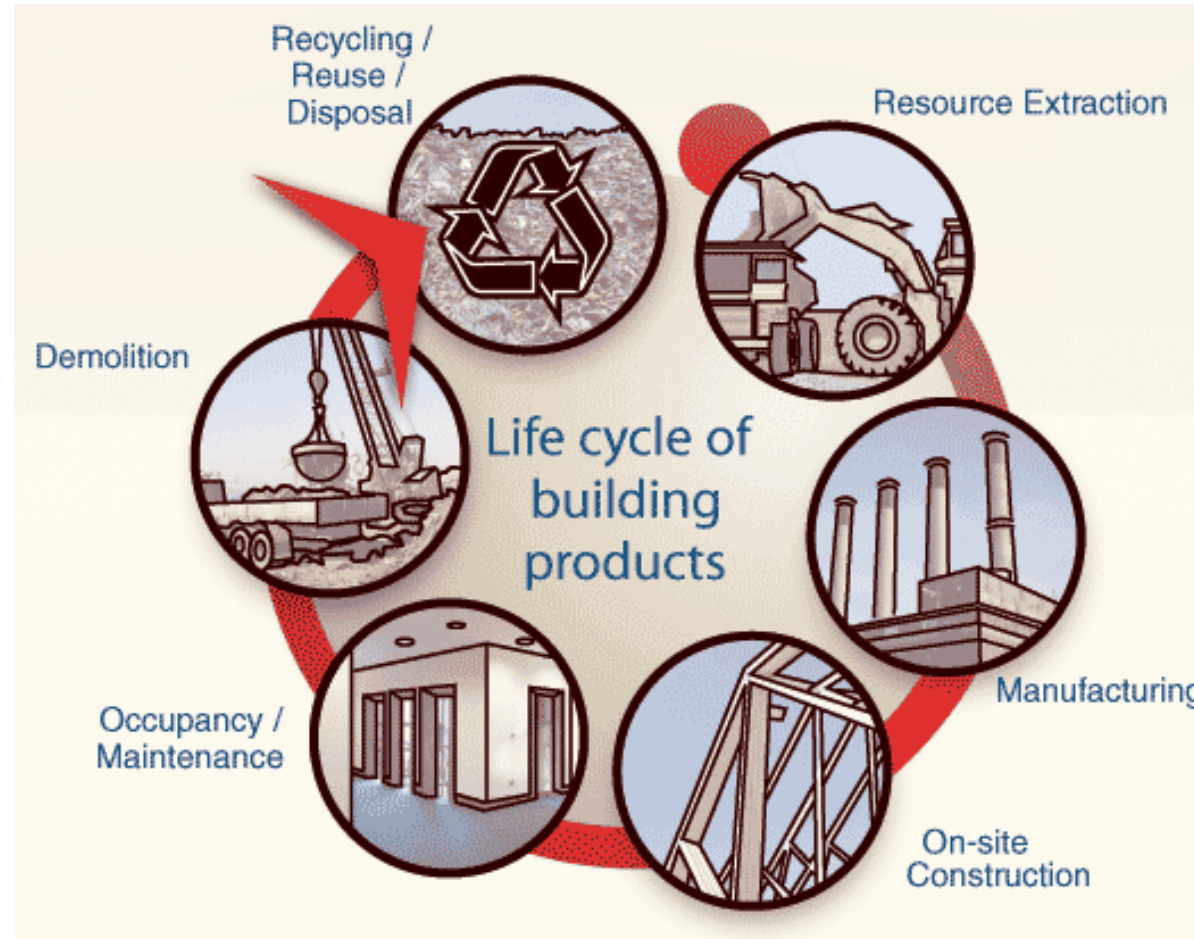 Recycling /
Reuse /
Disposal
Resource Extraction
Demolition
Life cycle of
building
products
Manufacturing
Occupancy /
Maintenance
On-site
Construction